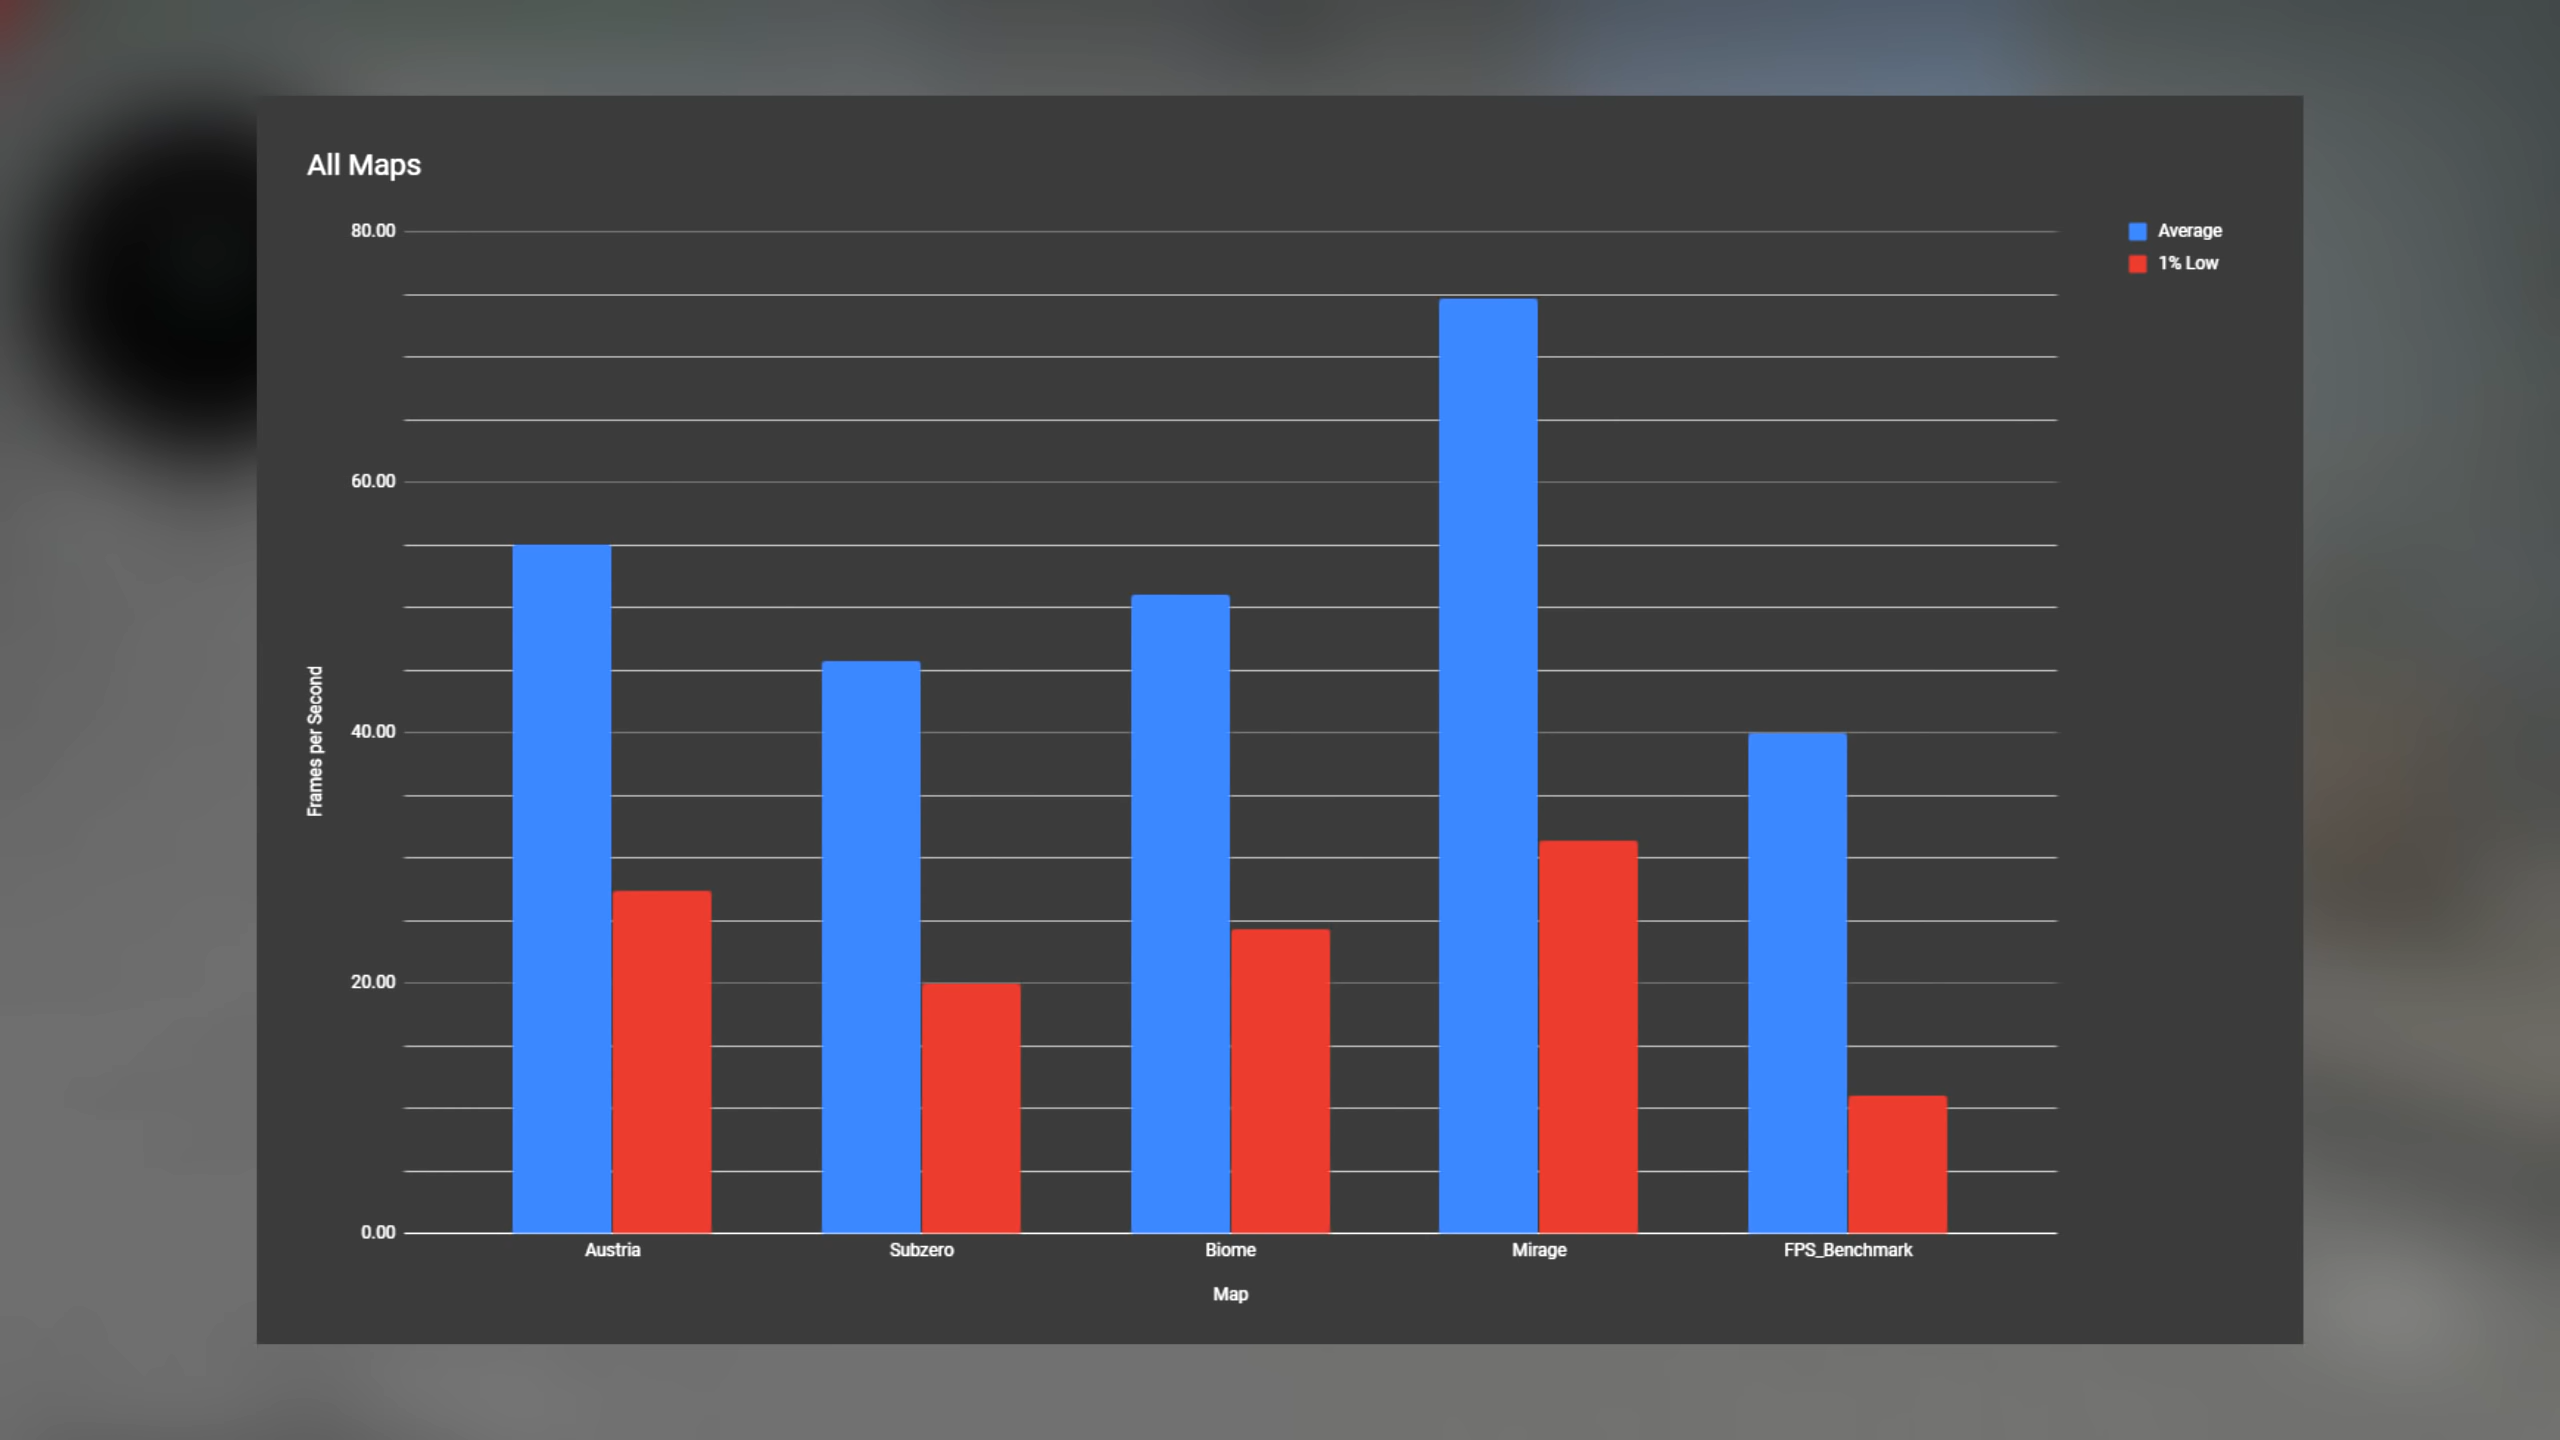 All Maps
80.00
60.00
40.00
20.00
0.00
Frames per Second
Average
1% Low
Austria
Subzero
Biome
Mirage
FPS_Benchmark
Map